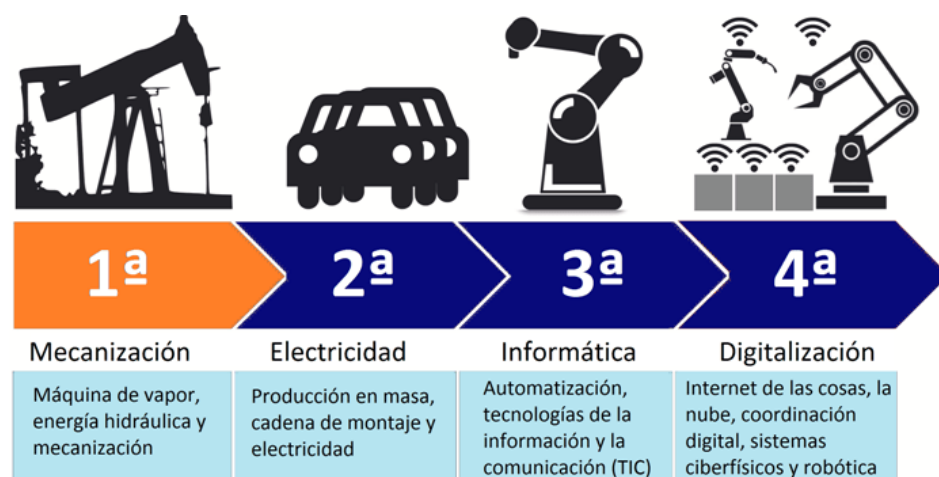 1ª
2ª
3ª
4ª
Mecanización
Electricidad
Informática
Digitalización
Máquina de vapor,
energía hidráulica y
mecanización
Producción en masa,
cadena de montaje y
electricidad
Automatización,
tecnologías de la
información y la
comunicación (TIC)
Internet de las cosas, la
nube, coordinación
digital, sistemas
ciberfísicos y robótica